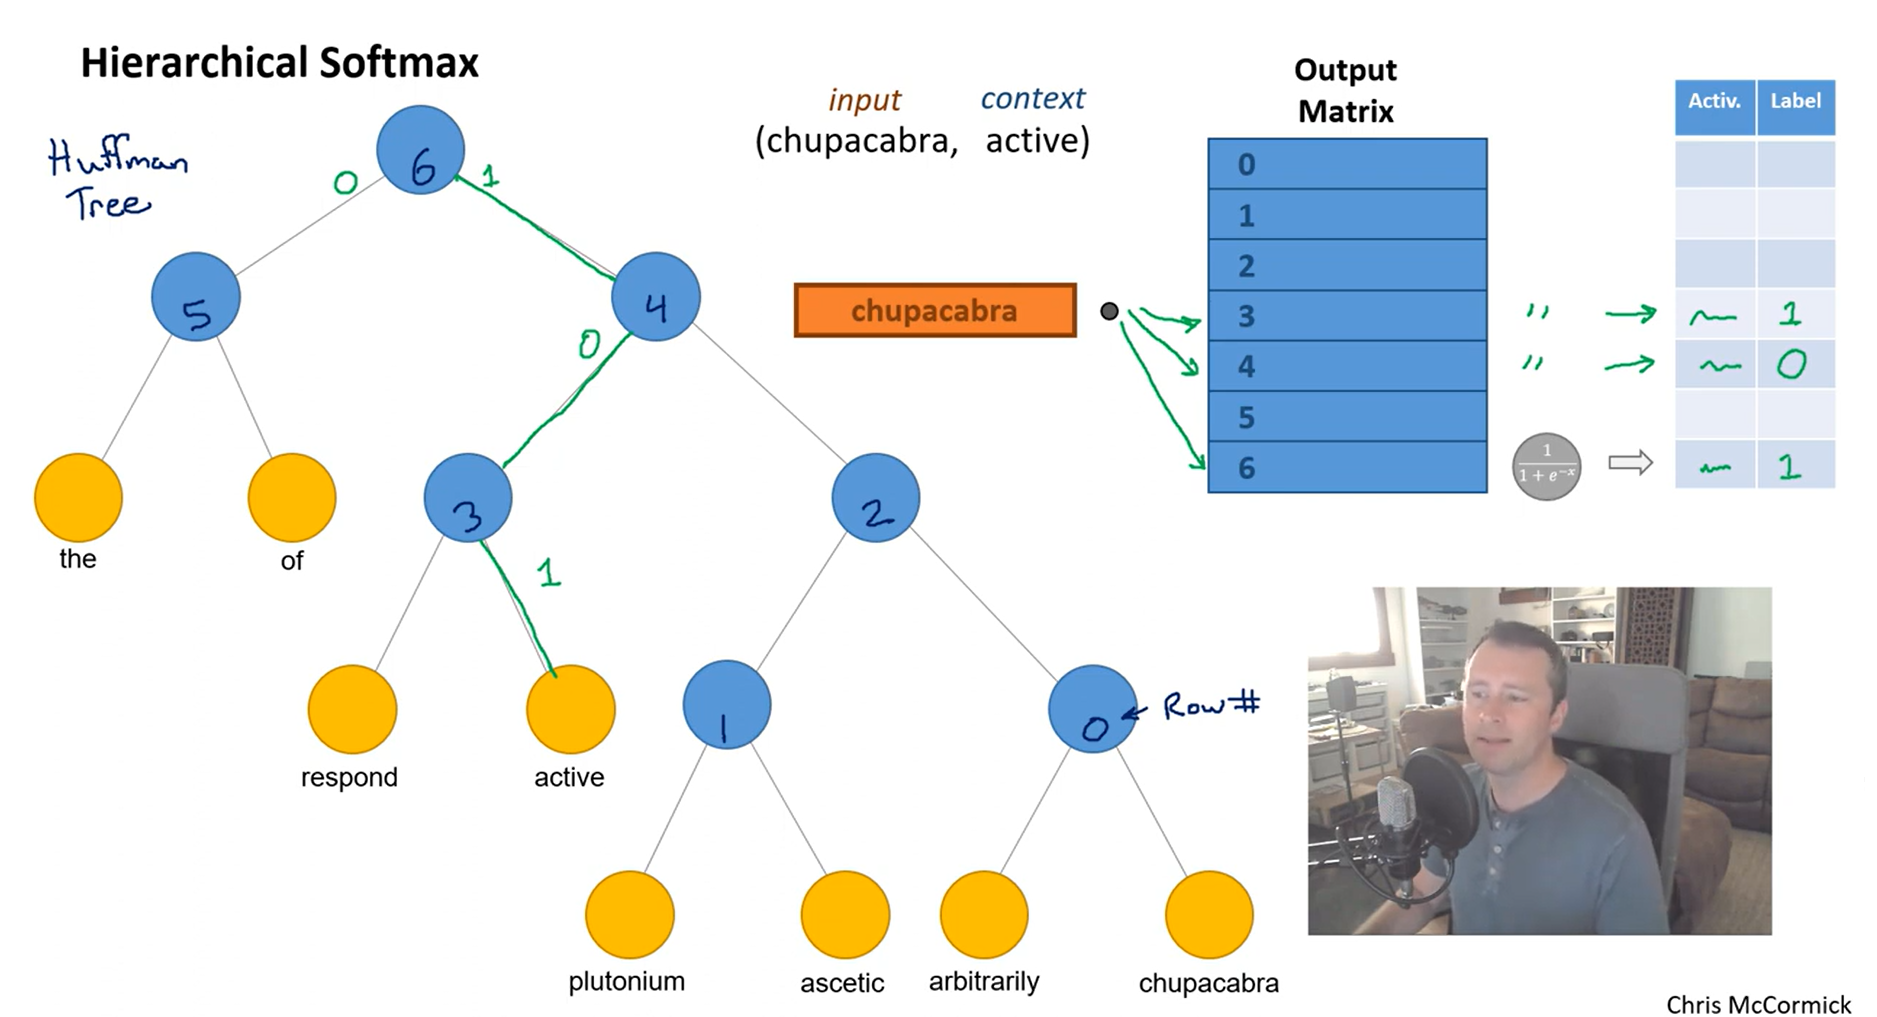 Hierarchical Softmax
Huffman
Tree
6
0
1
5
4
0
3
2
1
the
of
1
0
Row #
respond
active
plutonium
ascetic
arbitrarily
chupacabra
input context
(chupacabra, active)
chupacabra
Output
Matrix
0
1
2
3
4
5
6
"
"
1
1 + e^-x
Activ. Label
1
0
1
Chris McCormick